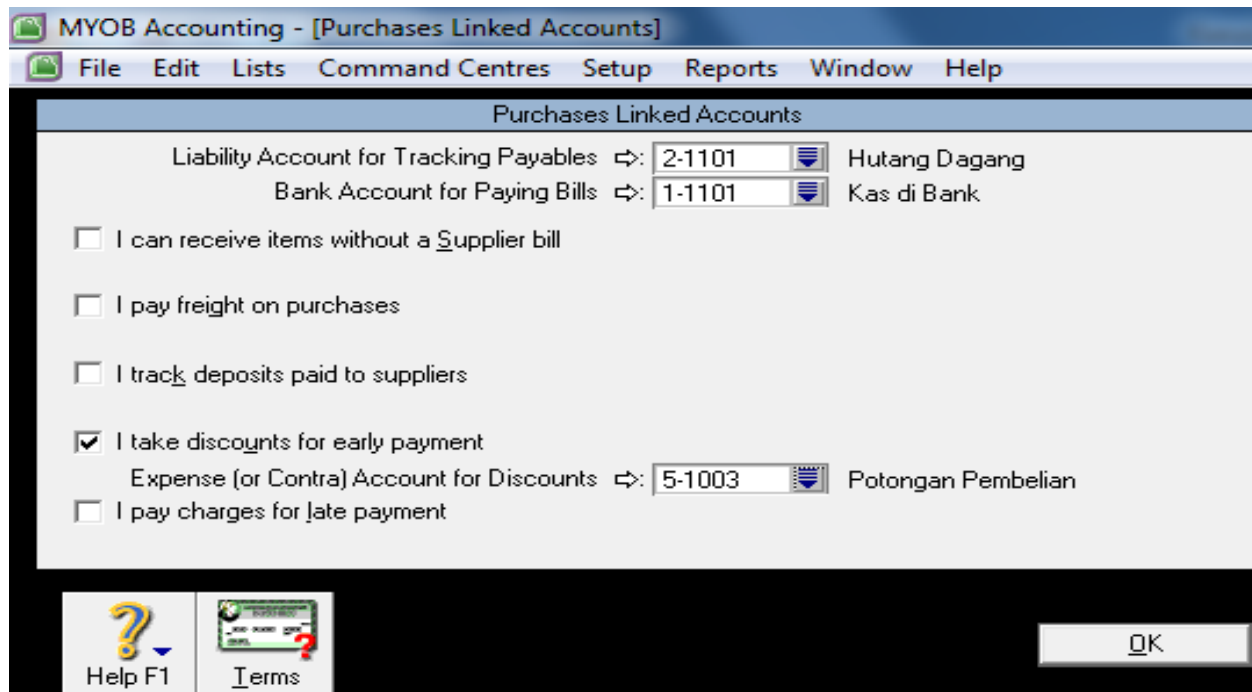 MYOB Accounting - [Purchases Linked Accounts]
File Edit Lists Command Centres Setup Reports Window Help
Purchases Linked Accounts
Liability Account for Tracking Payables ⇨: 2-1101 Hutang Dagang
Bank Account for Paying Bills ⇨: 1-1101 Kas di Bank
I can receive items without a Supplier bill
I pay freight on purchases
I track deposits paid to suppliers
I take discounts for early payment
Expense (or Contra) Account for Discounts ⇨: 5-1003 Potongan Pembelian
I pay charges for late payment
Help F1 Terms
OK